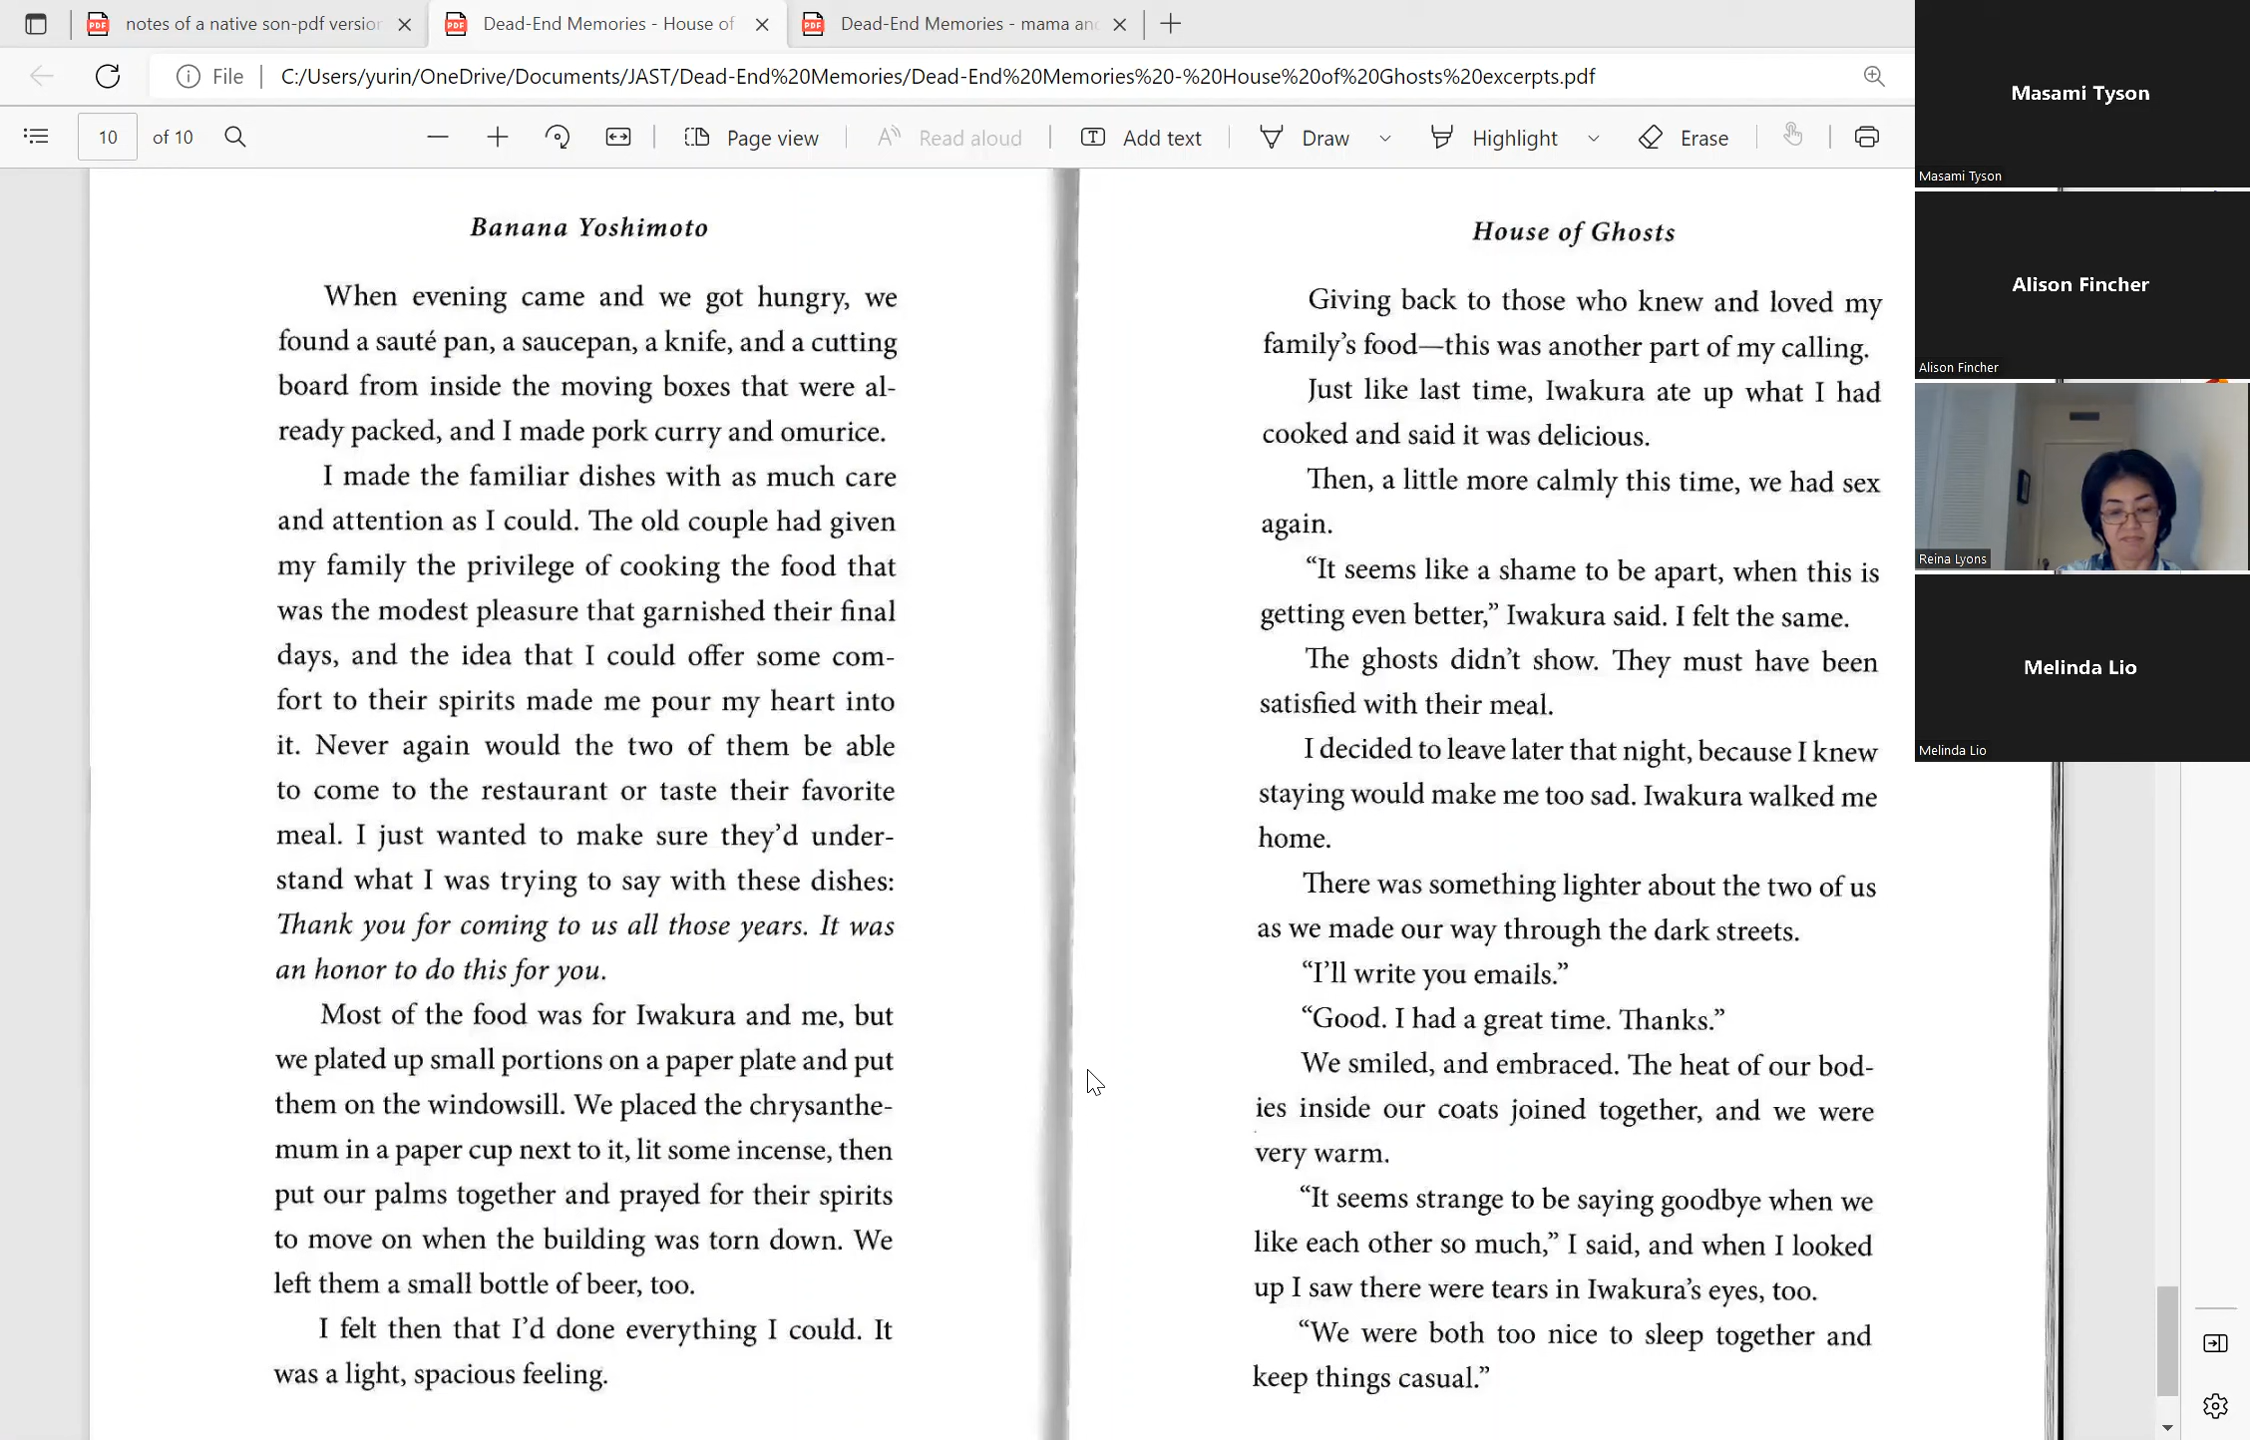 notes of a native son-pdf versio
Dead-End Memories - House of
Dead-End Memories - mama and
File
C:/Users/yurin/OneDrive/Documents/JAST/Dead-End%20Memories/Dead-End%20Memories%20-%20House%20of%20Ghosts%20excerpts.pdf
10 of 10
Page view
Read aloud
Add text
Draw
Highlight
Erase
Banana Yoshimoto
When evening came and we got hungry, we
found a sauté pan, a saucepan, a knife, and a cutting
board from inside the moving boxes that were al-
ready packed, and I made pork curry and omurice.
I made the familiar dishes with as much care
and attention as I could. The old couple had given
my family the privilege of cooking the food that
was the modest pleasure that garnished their final
days, and the idea that I could offer some com-
fort to their spirits made me pour my heart into
it. Never again would the two of them be able
to come to the restaurant or taste their favorite
meal. I just wanted to make sure they'd under-
stand what I was trying to say with these dishes:
Thank you for coming to us all those years. It was
an honor to do this for you.
Most of the food was for Iwakura and me, but
we plated up small portions on a paper plate and put
them on the windowsill. We placed the chrysanthe-
mum in a paper cup next to it, lit some incense, then
put our palms together and prayed for their spirits
to move on when the building was torn down. We
left them a small bottle of beer, too.
I felt then that I'd done everything I could. It
was a light, spacious feeling.
House of Ghosts
Giving back to those who knew and loved my
family's food—this was another part of my calling.
Just like last time, Iwakura ate up what I had
cooked and said it was delicious.
Then, a little more calmly this time, we had sex
again.
“It seems like a shame to be apart, when this is
getting even better,” Iwakura said. I felt the same.
The ghosts didn't show. They must have been
satisfied with their meal.
I decided to leave later that night, because I knew
staying would make me too sad. Iwakura walked me
home.
There was something lighter about the two of us
as we made our way through the dark streets.
“I'll write you emails.”
“Good. I had a great time. Thanks.”
We smiled, and embraced. The heat of our bod-
ies inside our coats joined together, and we were
very warm.
“It seems strange to be saying goodbye when we
like each other so much,” I said, and when I looked
up I saw there were tears in Iwakura's eyes, too.
“We were both too nice to sleep together and
keep things casual.”
Masami Tyson
Masami Tyson
Alison Fincher
Alison Fincher
Reina Lyons
Melinda Lio
Melinda Lio